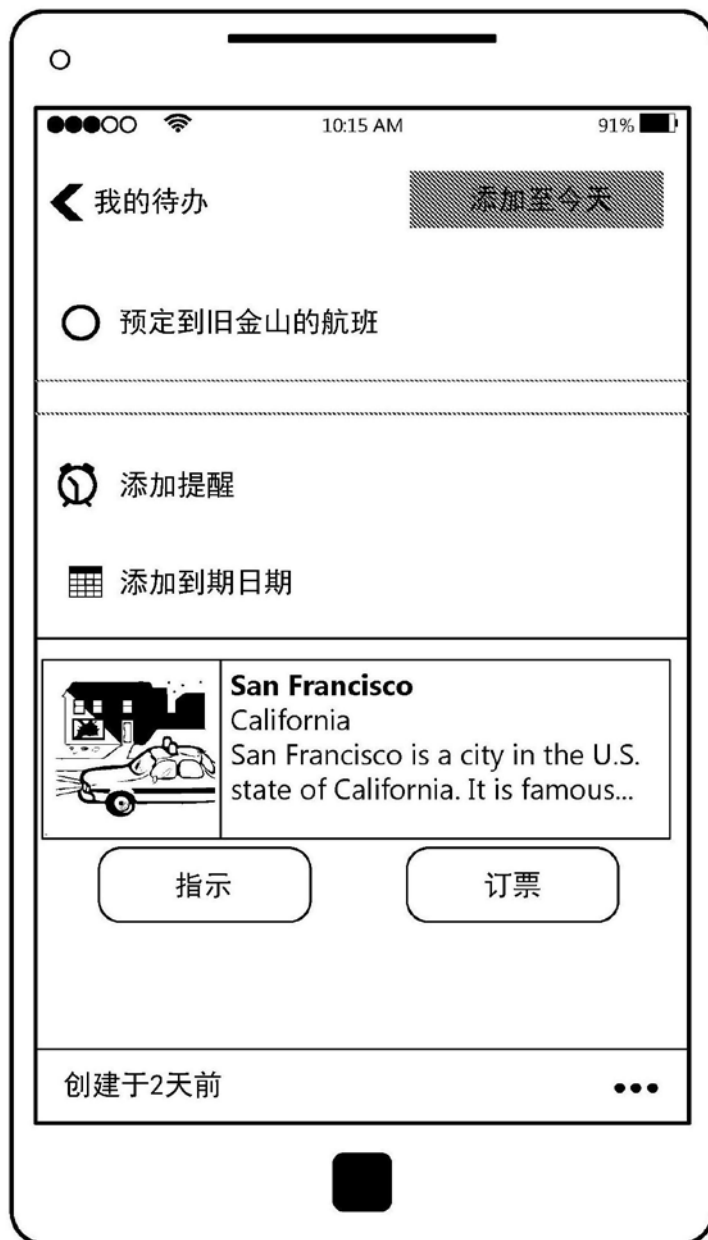 10:15 AM
91%
我的待办
添加至今天
预定到旧金山的航班
添加提醒
添加到期日期
San Francisco
California
San Francisco is a city in the U.S.
state of California. It is famous...
指示
订票
创建于2天前